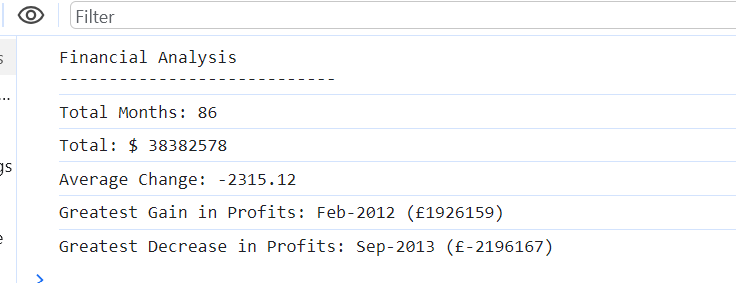 Filter
s
Financial Analysis
----------------------------
...
Total Months: 86
Total: $ 38382578
gs
Average Change: -2315.12
Greatest Gain in Profits: Feb-2012 (£1926159)
e
Greatest Decrease in Profits: Sep-2013 (£-2196167)